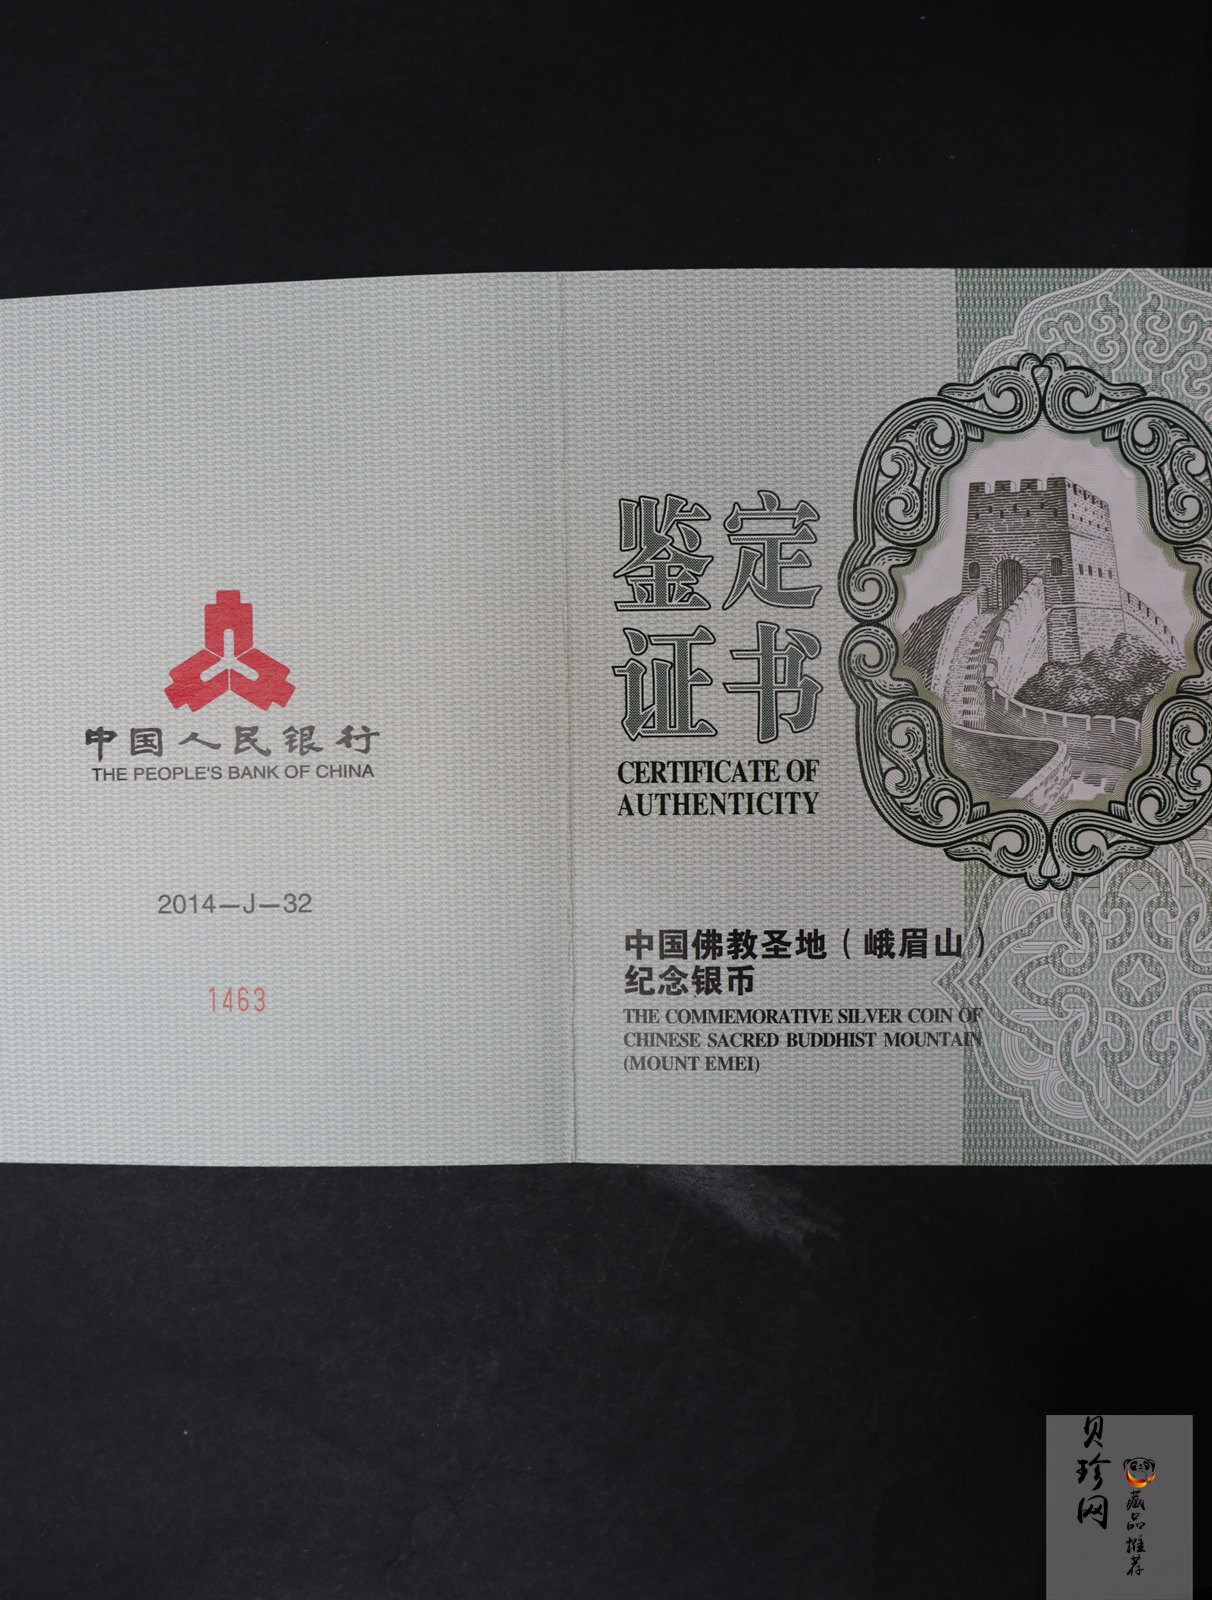 中国人民银行
THE PEOPLE'S BANK OF CHINA
2014—J—32
1463
鉴定
证书
CERTIFICATE OF
AUTHENTICITY
中国佛教圣地（峨眉山）
纪念银币
THE COMMEMORATIVE SILVER COIN OF
CHINESE SACRED BUDDHIST MOUNTAIN
(MOUNT EMEI)
贝珍网
藏品推荐